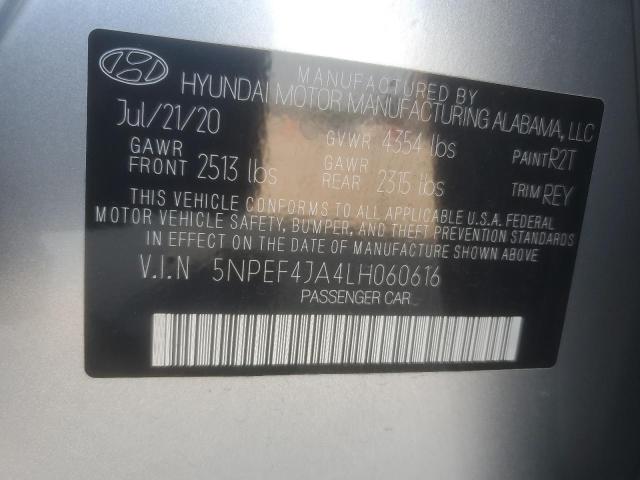 MANUFACTURED BY
HYUNDAI MOTOR MANUFACTURING ALABAMA, LLC
Jul/21/20 GVWR 4354 lbs PAINT R2T
GAWR FRONT 2513 lbs GAWR REAR 2315 lbs TRIM REY
THIS VEHICLE CONFORMS TO ALL APPLICABLE U.S.A. FEDERAL
MOTOR VEHICLE SAFETY, BUMPER, AND THEFT PREVENTION
STANDARDS IN EFFECT ON THE DATE OF MANUFACTURE SHOWN ABOVE.
V.I.N 5NPEF4JA4LH060616
PASSENGER CAR